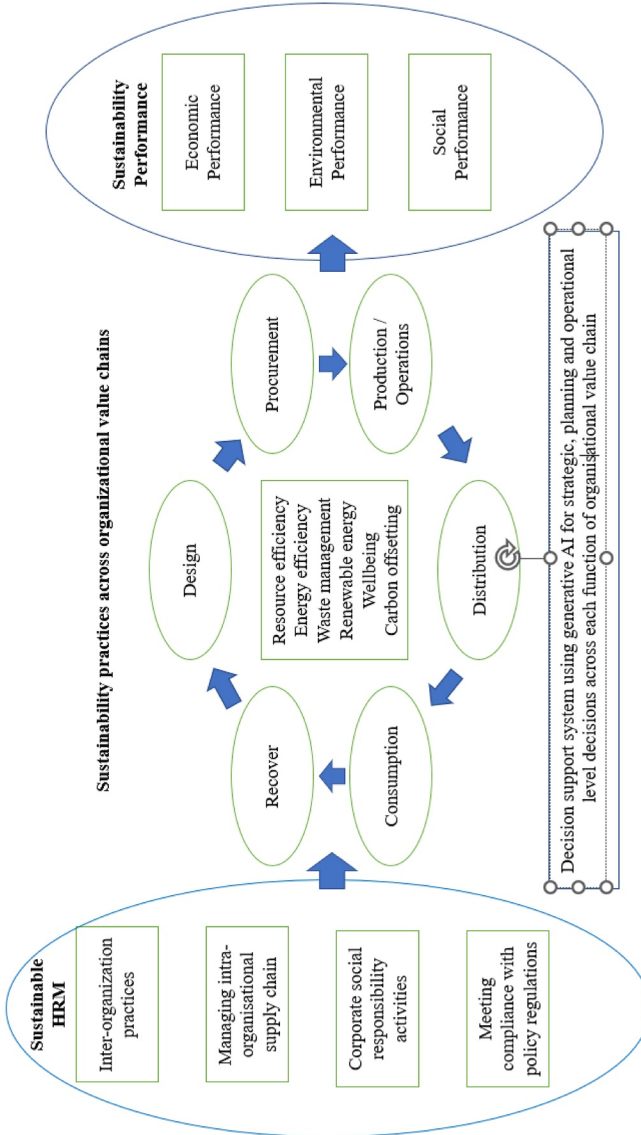 Sustainability practices across organizational value chains
Sustainable
HRM
Inter-organization
practices
Managing intra-
organisational
supply chain
Corporate social
responsibility
activities
Meeting
compliance with
policy regulations
Design
Procurement
Production /
Operations
Distribution
Consumption
Recover
Resource efficiency
Energy efficiency
Waste management
Renewable energy
Wellbeing
Carbon offsetting
Sustainability
Performance
Economic
Performance
Environmental
Performance
Social
Performance
Decision support system using generative AI for strategic, planning and operational
level decisions across each function of organisational value chain